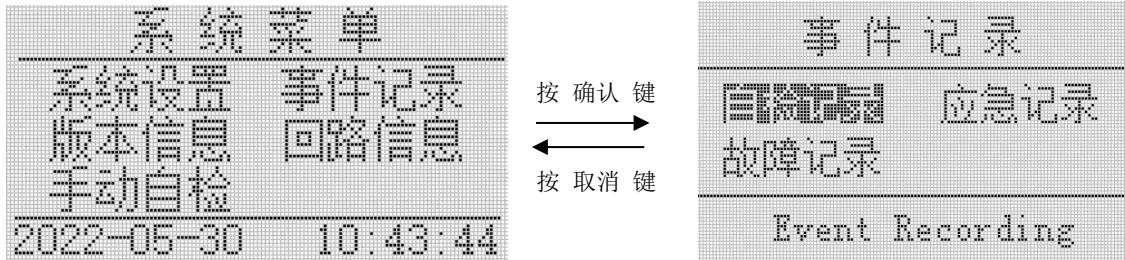 系统菜单
系统设置 事件记录
版本信息 回路信息
手动自检
2022-05-30 10:43:44
按 确认 键
按 取消 键
事件记录
自检记录 应急记录
故障记录
Event Recording